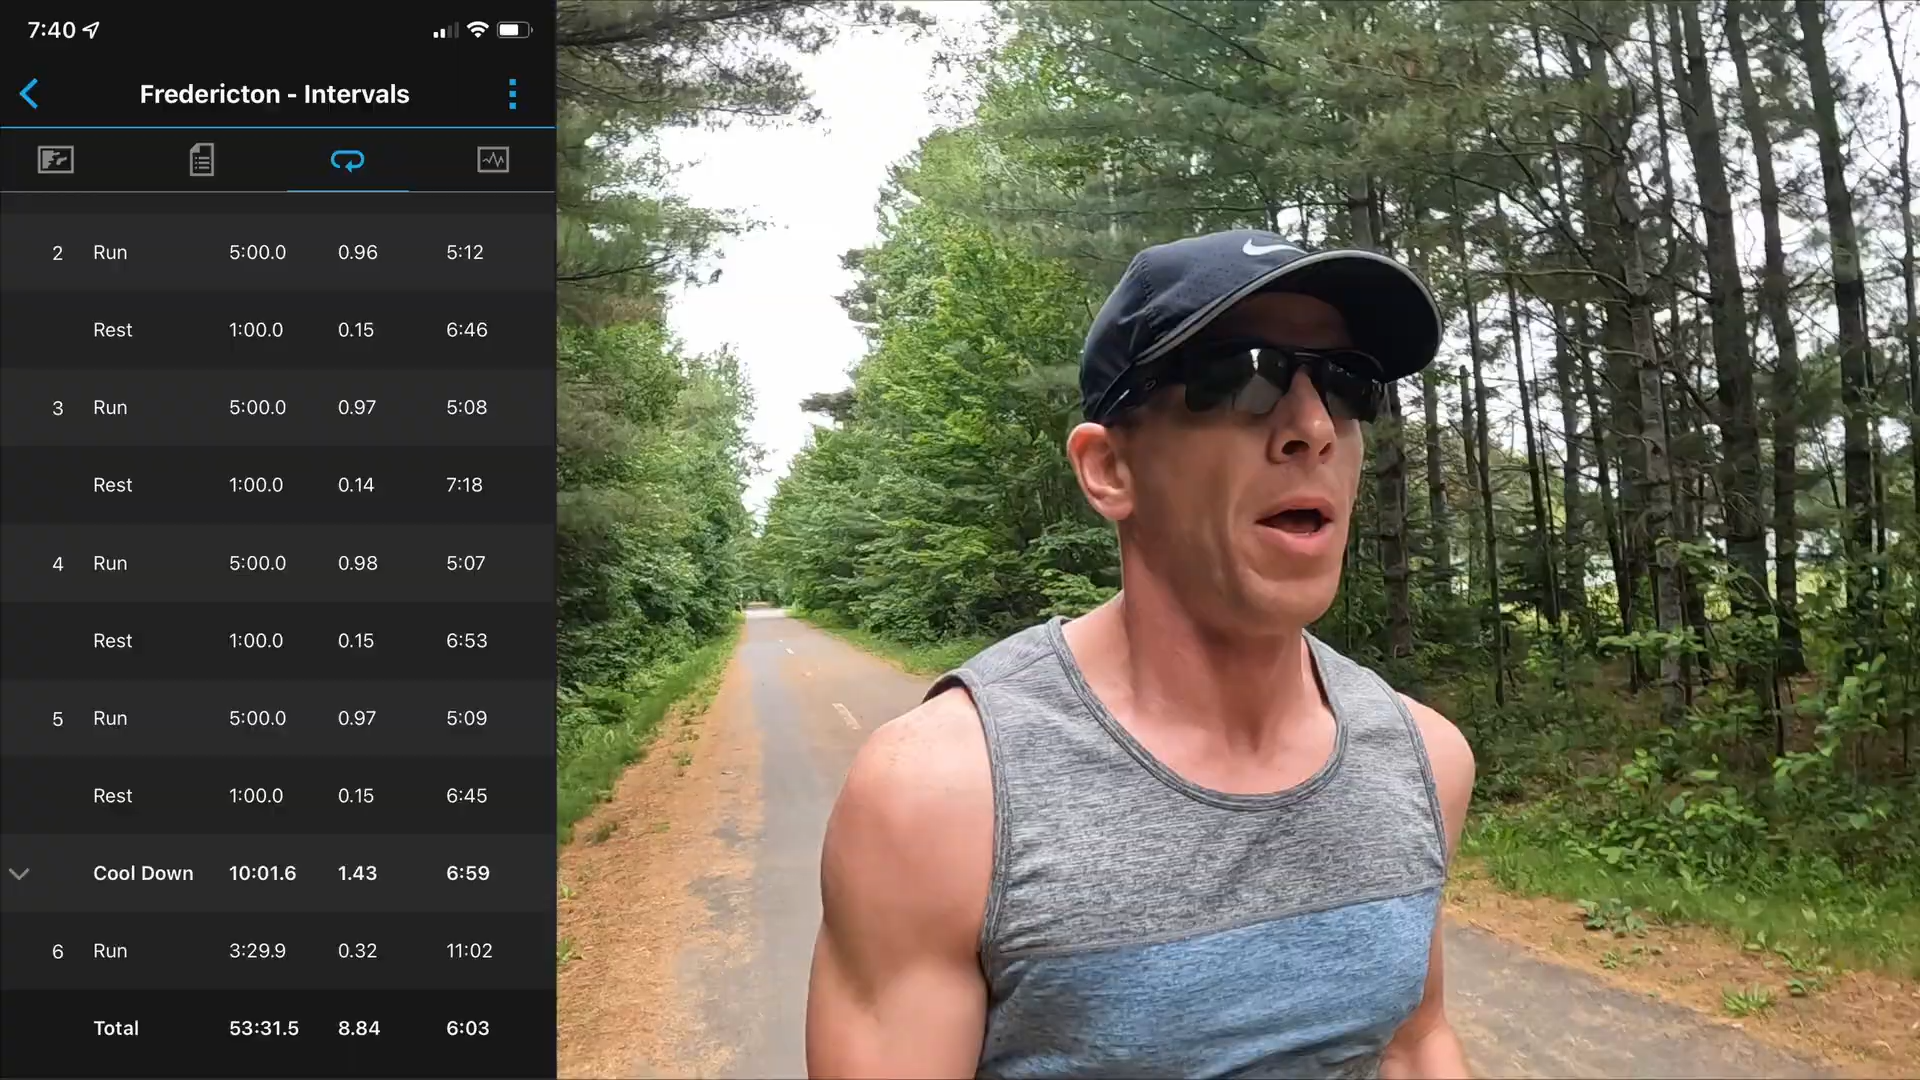 7:40
Fredericton - Intervals
2 Run 5:00.0 0.96 5:12
Rest 1:00.0 0.15 6:46
3 Run 5:00.0 0.97 5:08
Rest 1:00.0 0.14 7:18
4 Run 5:00.0 0.98 5:07
Rest 1:00.0 0.15 6:53
5 Run 5:00.0 0.97 5:09
Rest 1:00.0 0.15 6:45
Cool Down 10:01.6 1.43 6:59
6 Run 3:29.9 0.32 11:02
Total 53:31.5 8.84 6:03